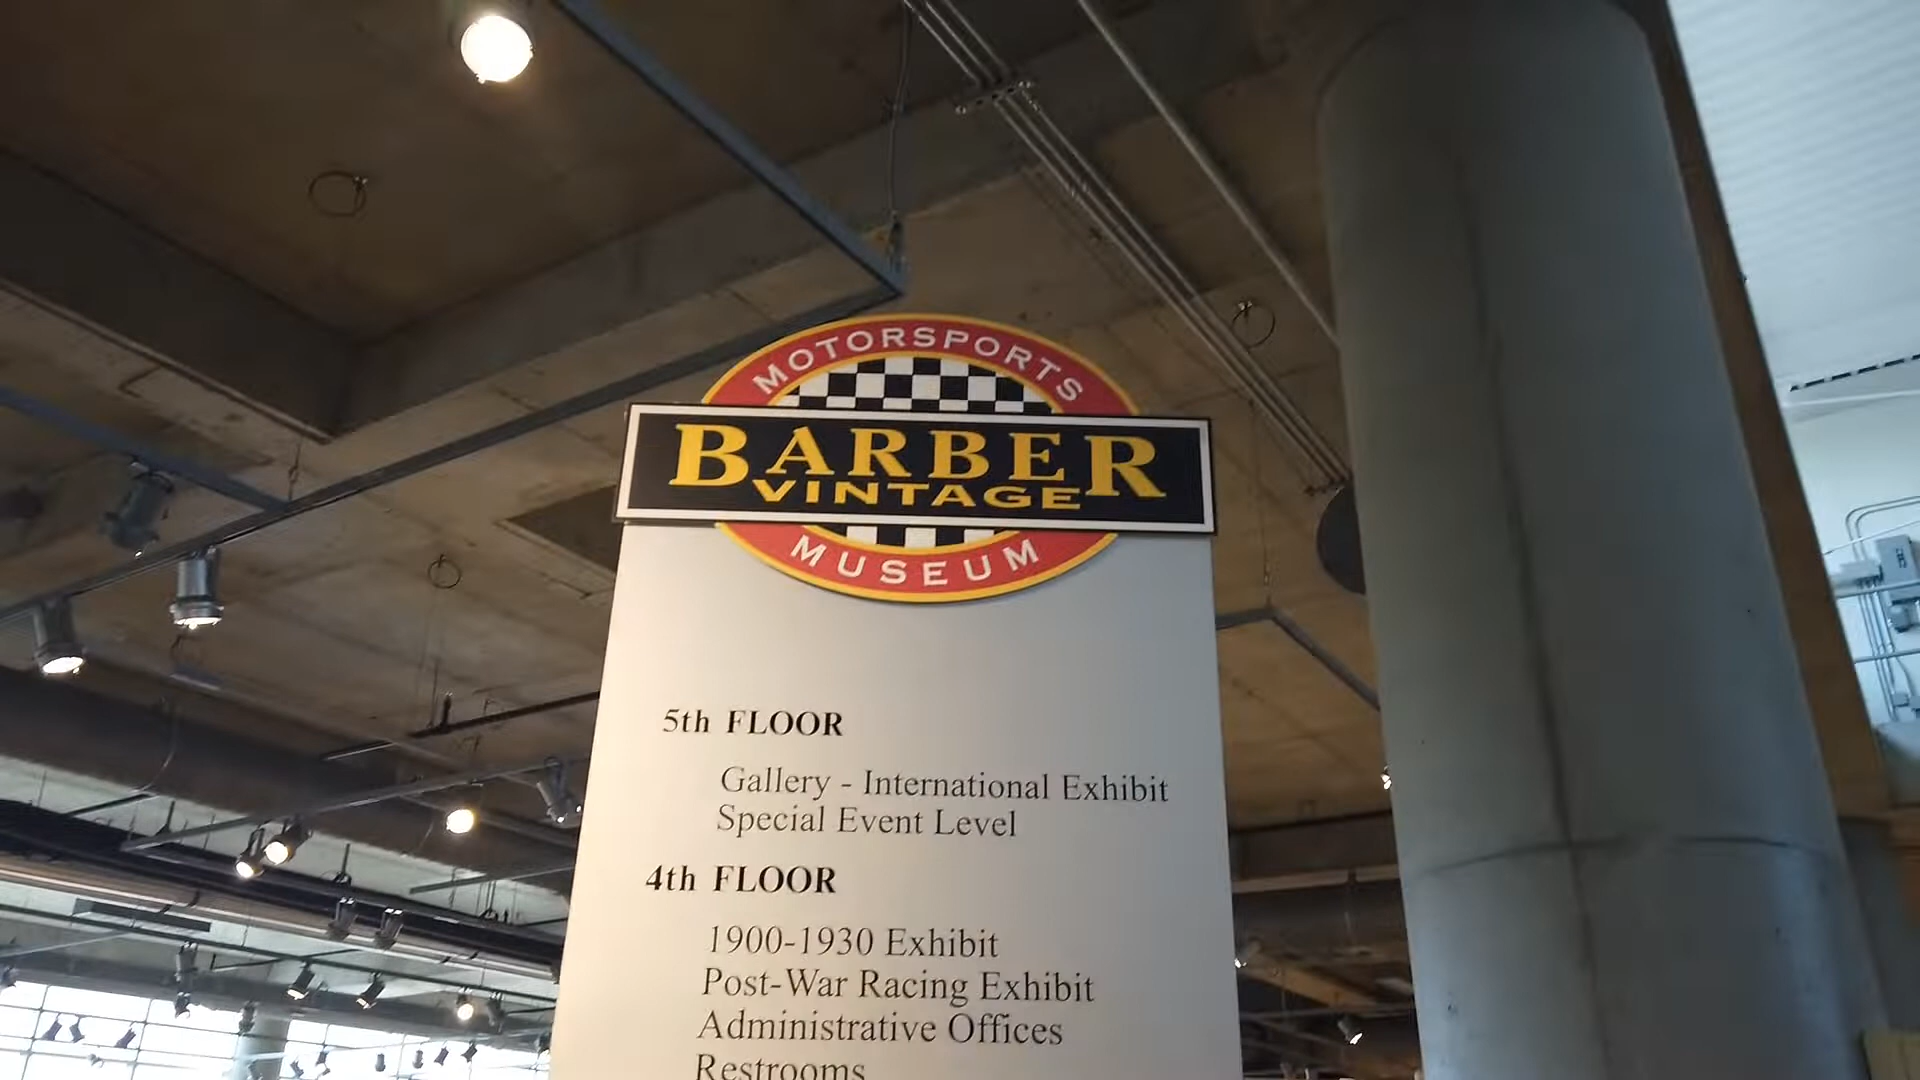 MOTORSPORTS
BARBER
VINTAGE
MUSEUM
5th FLOOR
Gallery - International Exhibit
Special Event Level
4th FLOOR
1900-1930 Exhibit
Post-War Racing Exhibit
Administrative Offices
Restrooms